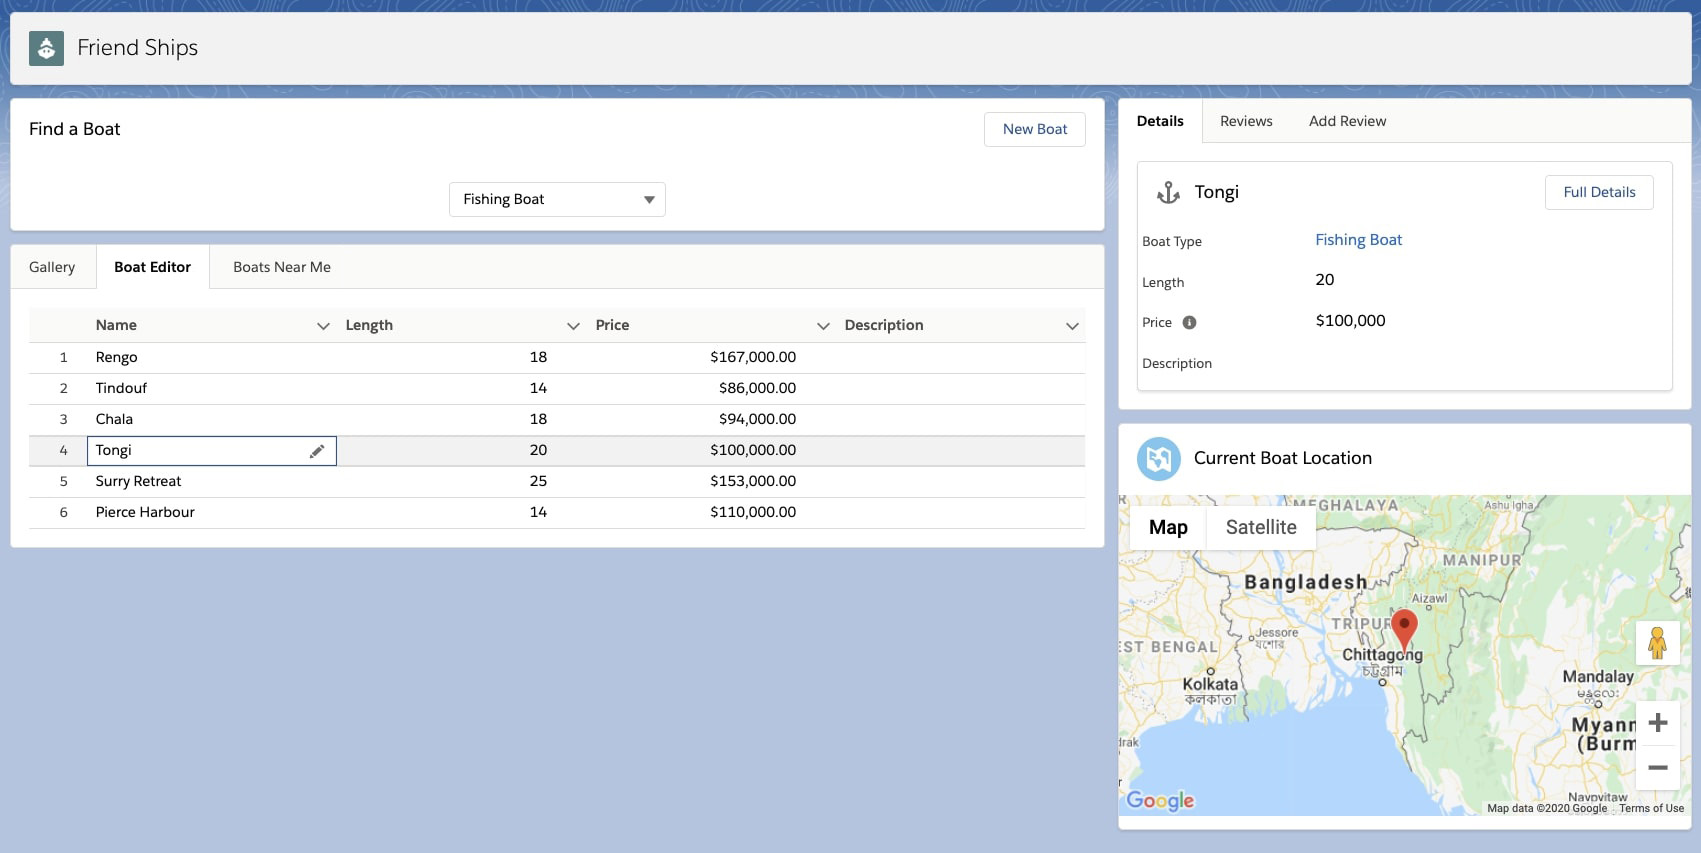 Friend Ships
Find a Boat
New Boat
Fishing Boat
Gallery
Boat Editor
Boats Near Me
Name Length Price Description
1 Rengo 18 $167,000.00
2 Tindouf 14 $86,000.00
3 Chala 18 $94,000.00
4 Tongi 20 $100,000.00
5 Surry Retreat 25 $153,000.00
6 Pierce Harbour 14 $110,000.00
Details
Reviews
Add Review
Tongi
Full Details
Boat Type Fishing Boat
Length 20
Price $100,000
Description
Current Boat Location
Map
Satellite
MEGHALAYA
MANIPUR
Bangladesh
Aizawl
TRIPUR
Jessore
যশোর
EST BENGAL
Chittagong
চট্টগ্রাম
Kolkata
কলকাতা
Mandalay
မန္တလေး
Myanm
(Burm
Naypyitaw
Google
Map data ©2020 Google
Terms of Use